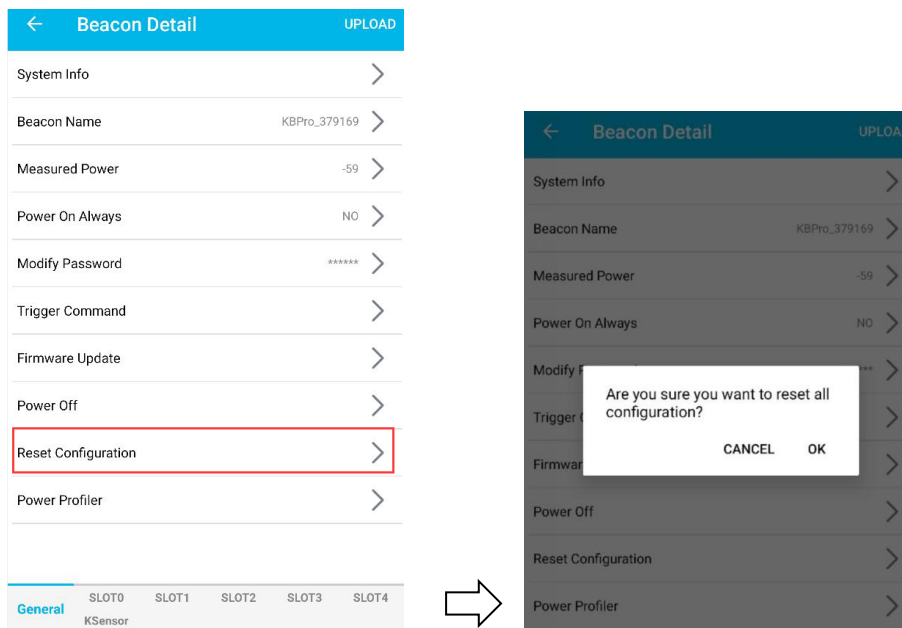 Beacon Detail UPLOAD
System Info
Beacon Name KBPro_379169
Measured Power -59
Power On Always NO
Modify Password ******
Trigger Command
Firmware Update
Power Off
Reset Configuration
Power Profiler
General SLOT0 SLOT1 SLOT2 SLOT3 SLOT4
KSensor
Beacon Detail UPLOA
System Info
Beacon Name KBPro_379169
Measured Power -59
Power On Always NO
Modify P ***
Trigger C
Firmwar
Are you sure you want to reset all
configuration?
CANCEL OK
Power Off
Reset Configuration
Power Profiler